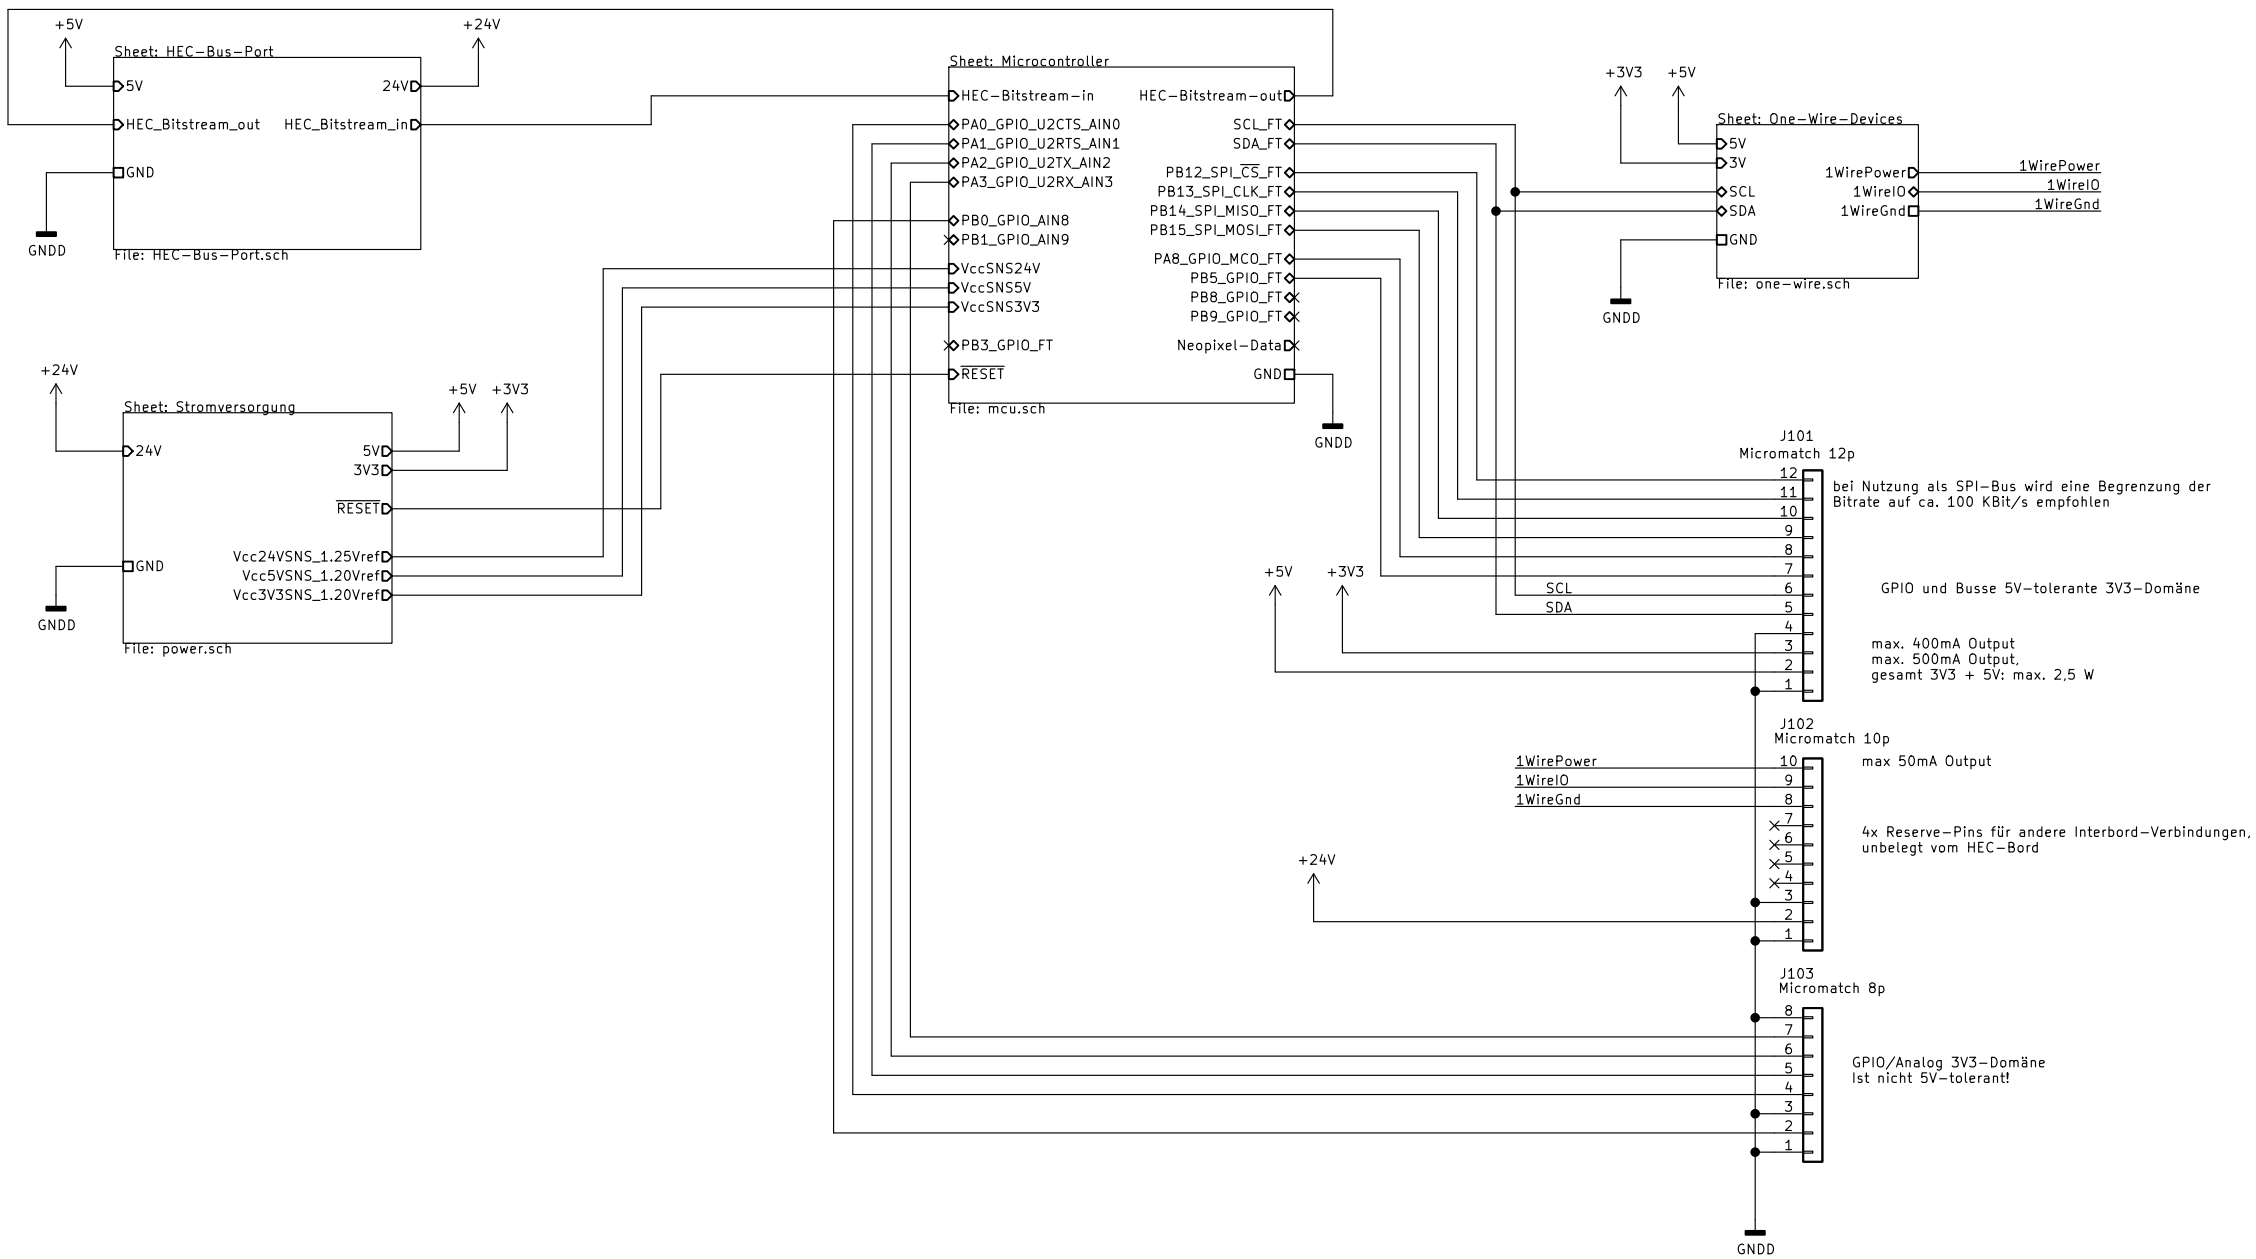 +5V
+24V
Sheet: HEC-Bus-Port
5V
24V
HEC_Bitstream_out
HEC_Bitstream_in
GND
GNDD
File: HEC-Bus-Port.sch
+24V
+5V
+3V3
Sheet: Stromversorgung
24V
5V
3V3
RESET
Vcc24VSNS_1.25Vref
GND
Vcc5VSNS_1.20Vref
Vcc3V3SNS_1.20Vref
GNDD
File: power.sch
Sheet: Microcontroller
HEC-Bitstream-in
HEC-Bitstream-out
PA0_GPIO_U2CTS_AIN0
SCL_FT
PA1_GPIO_U2RTS_AIN1
SDA_FT
PA2_GPIO_U2TX_AIN2
PB12_SPI_CS_FT
PA3_GPIO_U2RX_AIN3
PB13_SPI_CLK_FT
PB14_SPI_MISO_FT
PB0_GPIO_AIN8
PB15_SPI_MOSI_FT
PB1_GPIO_AIN9
PA8_GPIO_MCO_FT
VccSNS24V
PB5_GPIO_FT
VccSNS5V
PB8_GPIO_FT
VccSNS3V3
PB9_GPIO_FT
PB3_GPIO_FT
Neopixel-Data
RESET
GND
File: mcu.sch
GNDD
+3V3
+5V
Sheet: One-Wire-Devices
5V
3V
1WirePower
1WirePower
SCL
1WireIO
1WireIO
SDA
1WireGnd
1WireGnd
GND
File: one-wire.sch
GNDD
J101
Micromatch 12p
12
11
10
9
8
7
6
5
4
3
2
1
bei Nutzung als SPI-Bus wird eine Begrenzung der
Bitrate auf ca. 100 KBit/s empfohlen
+5V
+3V3
SCL
SDA
GPIO und Busse 5V-tolerante 3V3-Domäne
max. 400mA Output
max. 500mA Output,
gesamt 3V3 + 5V: max. 2,5 W
J102
Micromatch 10p
1WirePower
1WireIO
1WireGnd
10
9
8
7
6
5
4
3
2
1
max 50mA Output
4x Reserve-Pins für andere Interbord-Verbindungen,
unbelegt vom HEC-Bord
+24V
J103
Micromatch 8p
8
7
6
5
4
3
2
1
GPIO/Analog 3V3-Domäne
Ist nicht 5V-tolerant!
GNDD